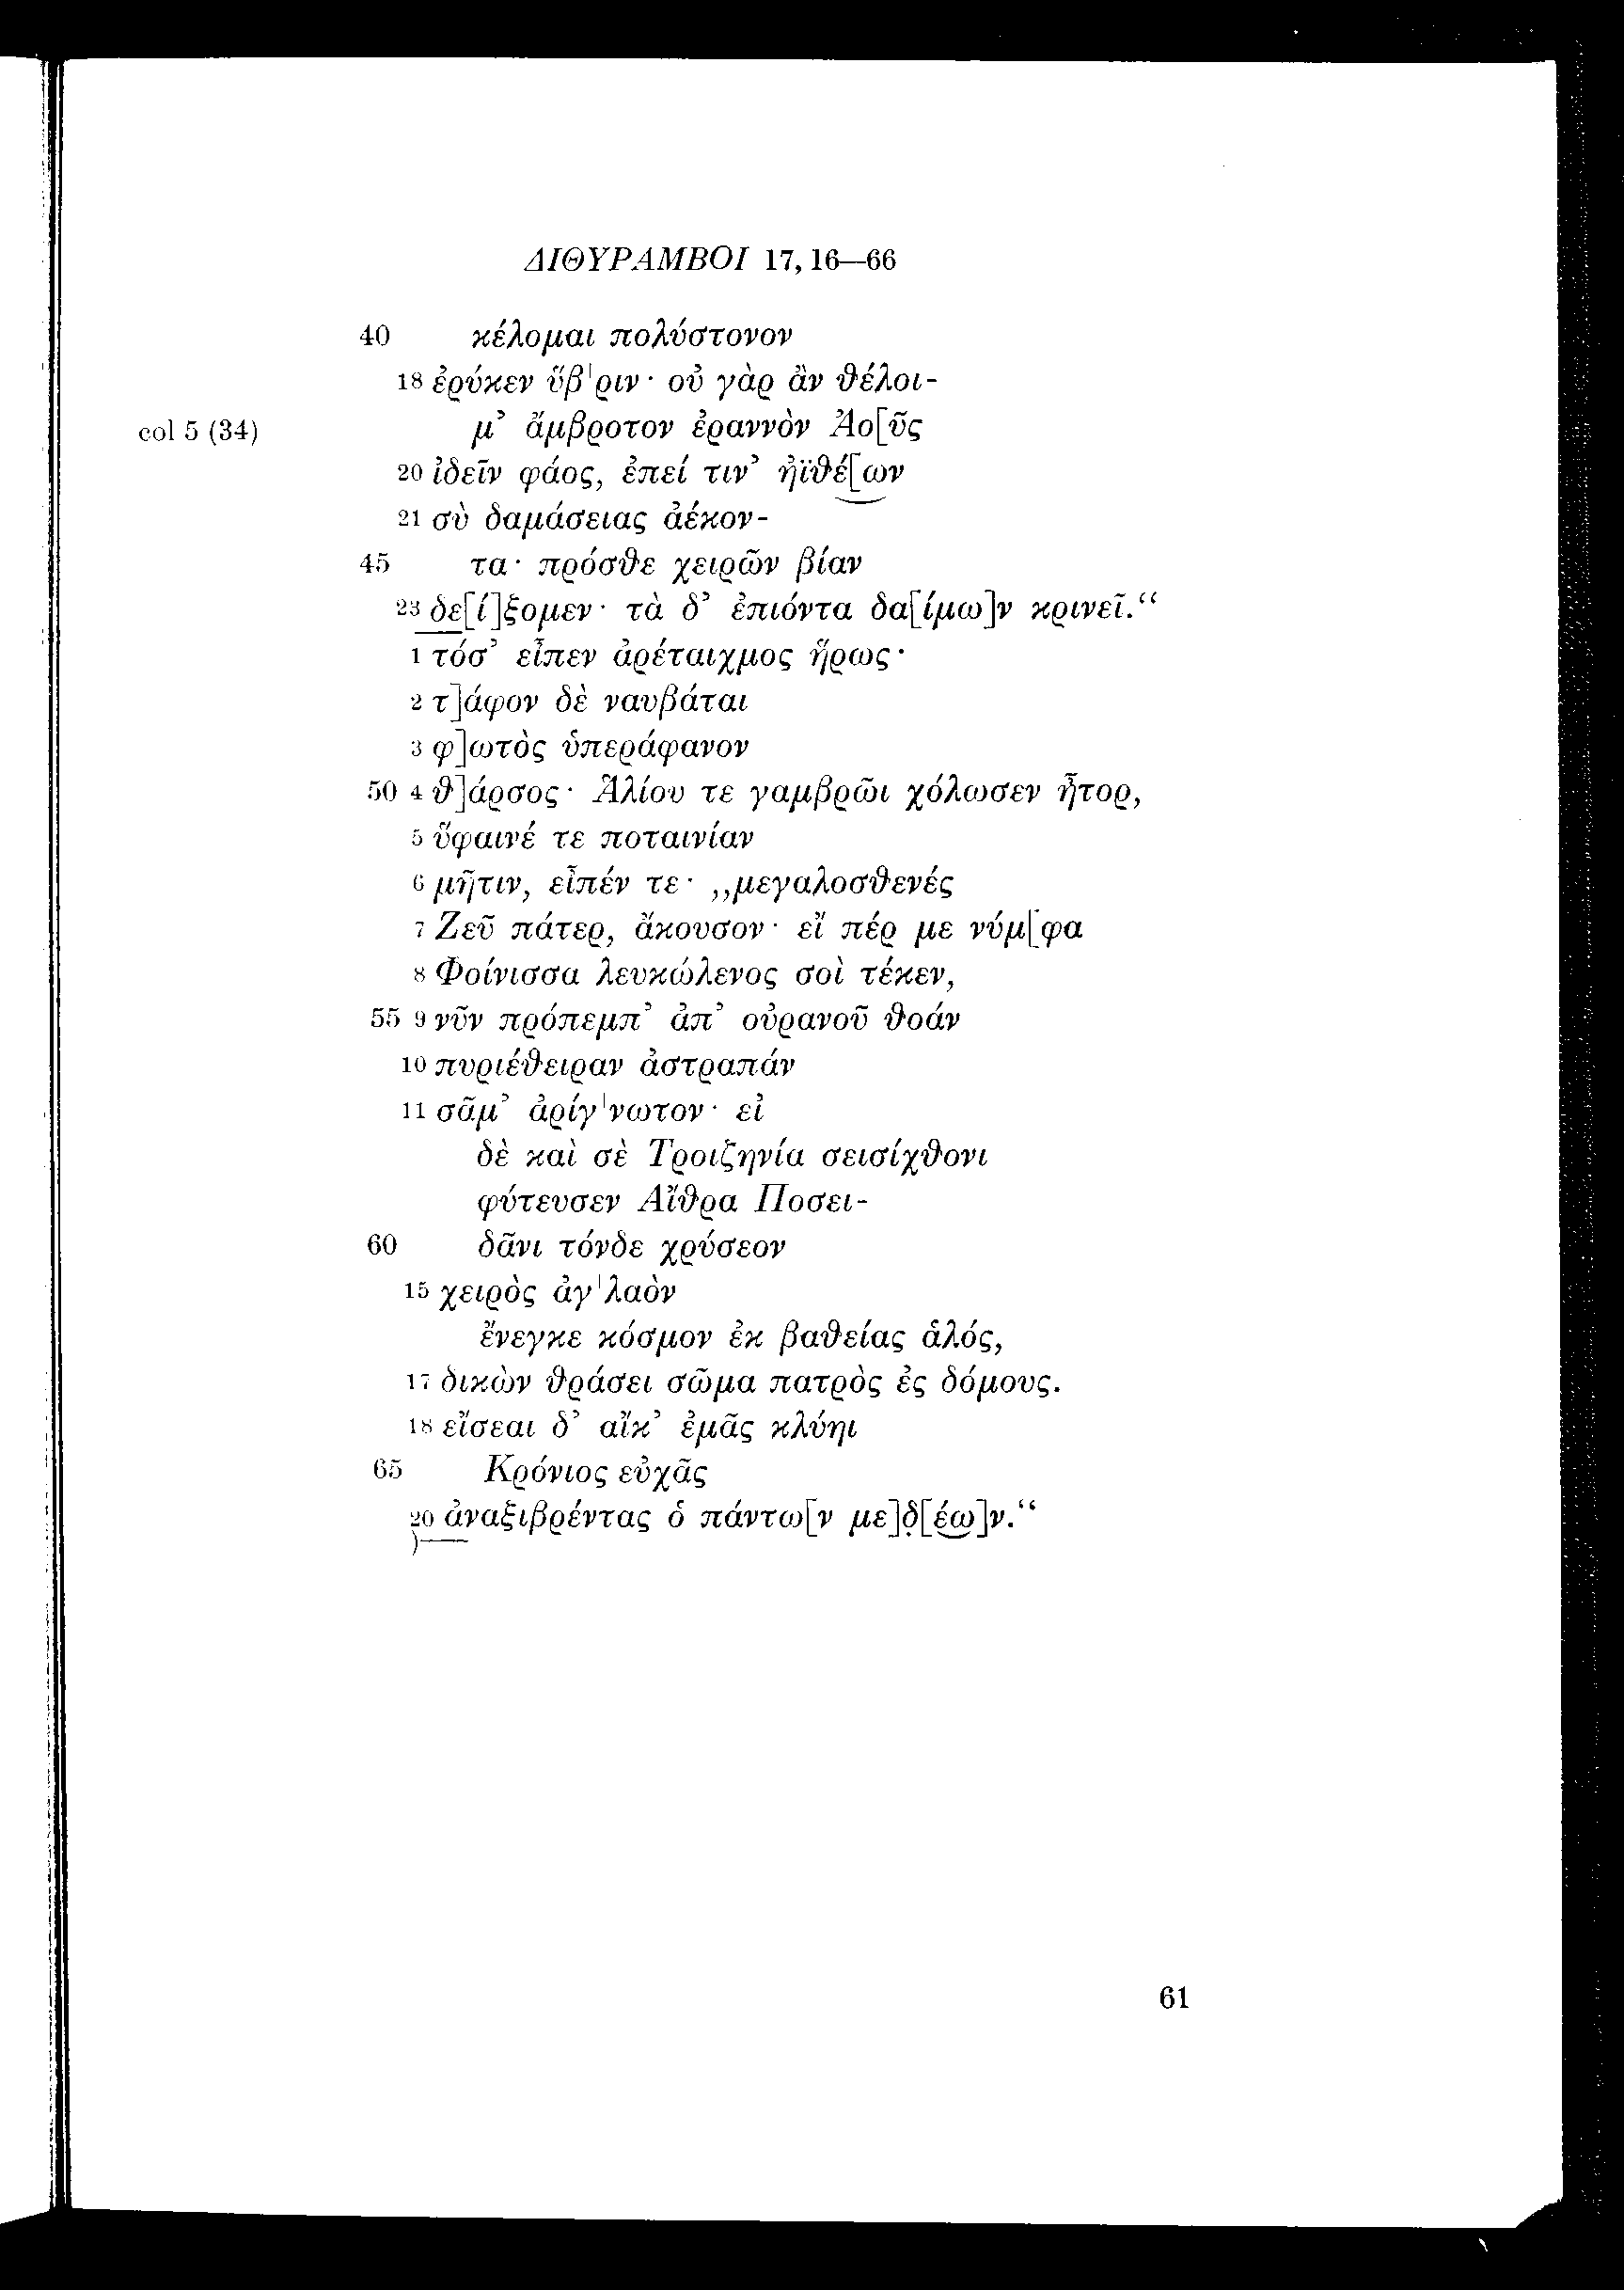 ΔΙΘΥΡΑΜΒΟΙ 17, 16—66
40 κέλομαι πολύστονον
18 ἐρύκεν ὕβ'ριν· οὐ γὰρ ἂν θέλοι-
col 5 (34) μ’ ἄμβροτον ἐραννὸν Ἀο[ῦς
20 ἰδεῖν φάος, ἐπεί τιν’ ἠϊθέ[ων
21 σὺ δαμάσειας ἀέκον-
45 τα· πρόσθε χειρῶν βίαν
23 δε[ί]ξομεν· τὰ δ’ ἐπιόντα δα[ίμω]ν κρινεῖ.“
1 τόσ’ εἶπεν ἀρέταιχμος ἥρως·
2 τ]άφον δὲ ναυβάται
3 φ]ωτὸς ὑπεράφανον
50 4 θ]άρσος· Ἁλίου τε γαμβρῶι χόλωσεν ἦτορ,
5 ὕφαινέ τε ποταινίαν
6 μῆτιν, εἶπέν τε· „μεγαλοσθενές
7 Ζεῦ πάτερ, ἄκουσον· εἴ πέρ με νύμ[φα
8 Φοίνισσα λευκώλενος σοὶ τέκεν,
55 9 νῦν πρόπεμπ’ ἀπ’ οὐρανοῦ θοάν
10 πυριέθειραν ἀστραπάν
11 σᾶμ’ ἀρίγ'νωτον· εἰ
δὲ καὶ σὲ Τροιζηνία σεισίχθονι
φύτευσεν Αἴθρα Ποσει-
60 δᾶνι τόνδε χρύσεον
15 χειρὸς ἀγ'λαὸν
ἔνεγκε κόσμον ἐκ βαθείας ἁλός,
17 δικὼν θράσει σῶμα πατρὸς ἐς δόμους.
18 εἴσεαι δ’ αἴκ’ ἐμᾶς κλύηι
65 Κρόνιος εὐχᾶς
20 ἀναξιβρέντας ὁ πάντω[ν με]δ̣[έω]ν.“
61